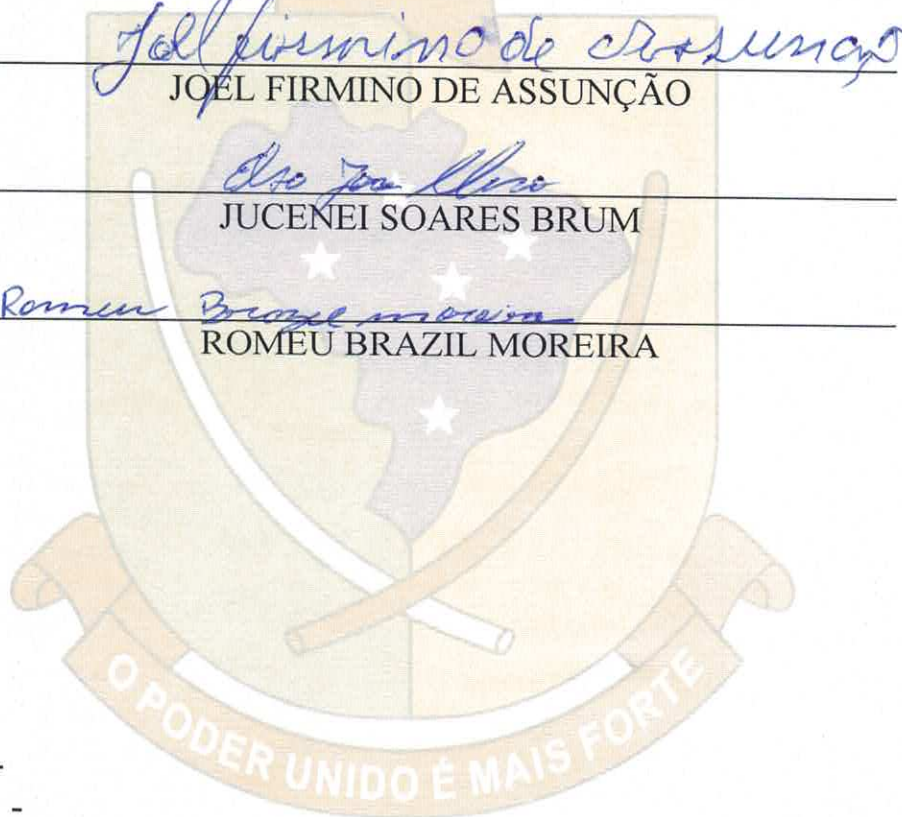 Joel firmino de Assunção
JOEL FIRMINO DE ASSUNÇÃO
JUCENEI SOARES BRUM
Romeu Brazil moreira
ROMEU BRAZIL MOREIRA
O PODER UNIDO É MAIS FORTE